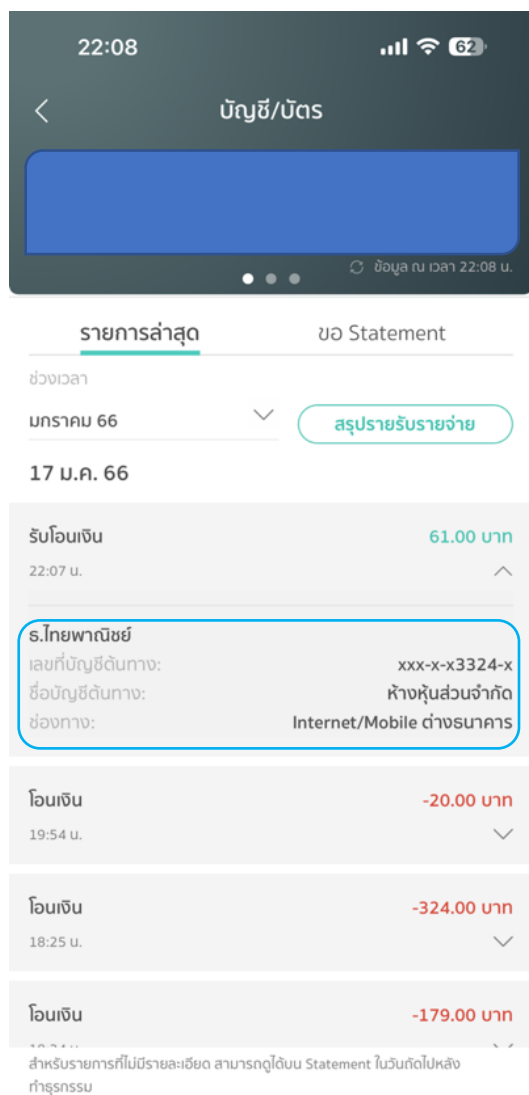 22:08
62
บัญชี/บัตร
ข้อมูล ณ เวลา 22:08 น.
รายการล่าสุด ขอ Statement
ช่วงเวลา
มกราคม 66 สรุปรายรับรายจ่าย
17 ม.ค. 66
รับโอนเงิน 61.00 บาท
22:07 น.
ธ.ไทยพาณิชย์
เลขที่บัญชีต้นทาง: xxx-x-x3324-x
ชื่อบัญชีต้นทาง: ห้างหุ้นส่วนจำกัด
ช่องทาง: Internet/Mobile ต่างธนาคาร
โอนเงิน -20.00 บาท
19:54 น.
โอนเงิน -324.00 บาท
18:25 น.
โอนเงิน -179.00 บาท
สำหรับรายการที่ไม่มีรายละเอียด สามารถดูได้บน Statement ในวันถัดไปหลัง
ทำธุรกรรม